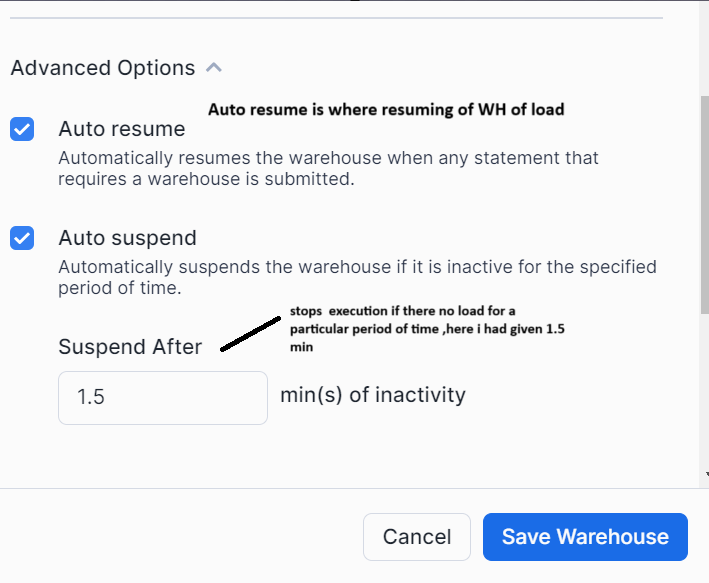 Advanced Options
Auto resume is where resuming of WH of load
Auto resume
Automatically resumes the warehouse when any statement that
requires a warehouse is submitted.
Auto suspend
Automatically suspends the warehouse if it is inactive for the specified
period of time.
stops execution if there no load for a
particular period of time ,here i had given 1.5
min
Suspend After
1.5 min(s) of inactivity
Cancel Save Warehouse